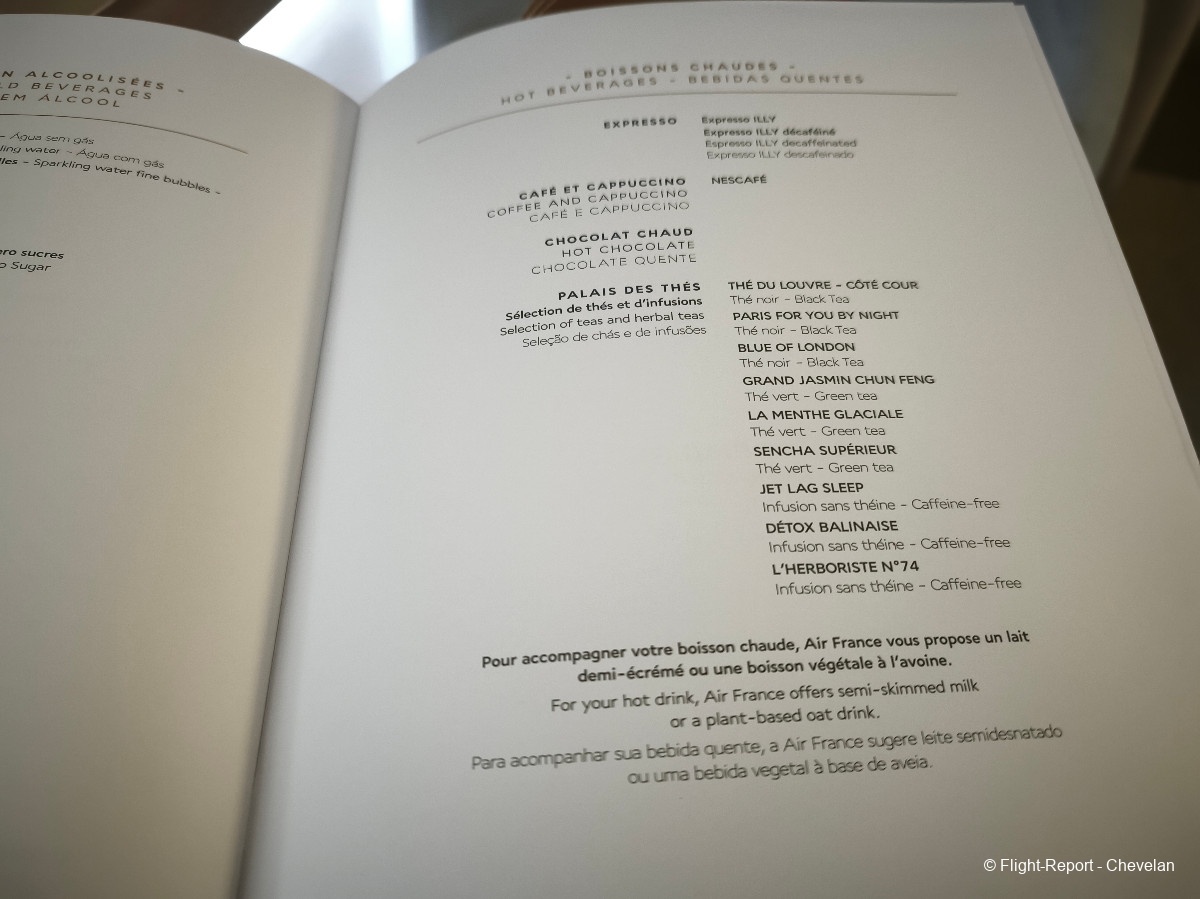 N ALCOOLISÉES -
LD BEVERAGES
EM ÁLCOOL
- Água sem gás
ling water - Água com gás
lles - Sparkling water fine bubbles -
ero sucres
o Sugar
- BOISSONS CHAUDES -
HOT BEVERAGES - BEBIDAS QUENTES
EXPRESSO
Expresso ILLY
Expresso ILLY décaféiné
Espresso ILLY decaffeinated
Expresso ILLY descafeinado
CAFÉ ET CAPPUCCINO
COFFEE AND CAPPUCCINO
CAFÉ E CAPPUCCINO
NESCAFÉ
CHOCOLAT CHAUD
HOT CHOCOLATE
CHOCOLATE QUENTE
PALAIS DES THÉS
Sélection de thés et d'infusions
Selection of teas and herbal teas
Seleção de chás e de infusões
THÉ DU LOUVRE - CÔTÉ COUR
Thé noir - Black Tea
PARIS FOR YOU BY NIGHT
Thé noir - Black Tea
BLUE OF LONDON
Thé noir - Black Tea
GRAND JASMIN CHUN FENG
Thé vert - Green tea
LA MENTHE GLACIALE
Thé vert - Green tea
SENCHA SUPÉRIEUR
Thé vert - Green tea
JET LAG SLEEP
Infusion sans théine - Caffeine-free
DÉTOX BALINAISE
Infusion sans théine - Caffeine-free
L'HERBORISTE N°74
Infusion sans théine - Caffeine-free
Pour accompagner votre boisson chaude, Air France vous propose un lait
demi-écrémé ou une boisson végétale à l'avoine.
For your hot drink, Air France offers semi-skimmed milk
or a plant-based oat drink.
Para acompanhar sua bebida quente, a Air France sugere leite semidesnatado
ou uma bebida vegetal à base de aveia.
© Flight-Report - Chevelan